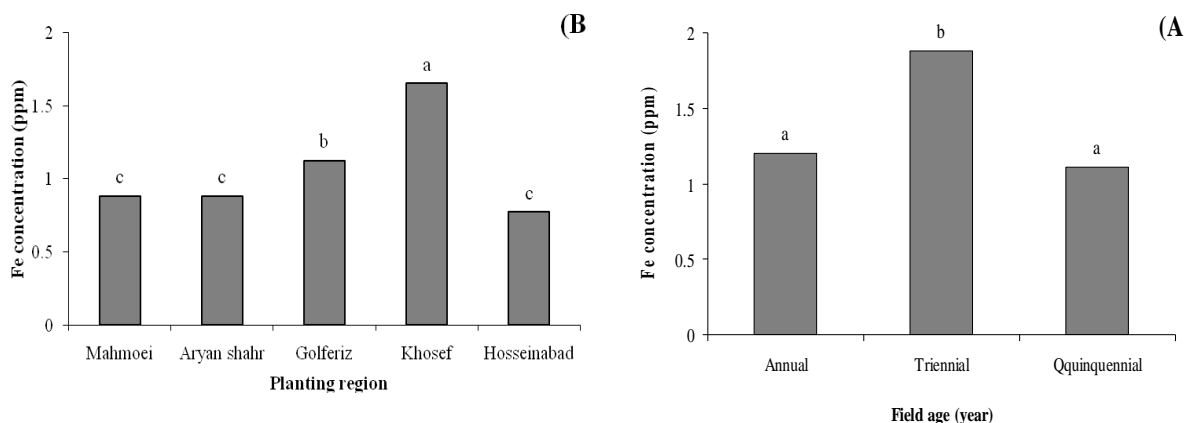 (B
Fe concentration (ppm)
2
1.5
1
0.5
0
c
c
b
a
c
Mahmoei
Aryan shahr
Golferiz
Khosef
Hosseinabad
Planting region
(A
Fe concentration (ppm)
2
1.5
1
0.5
0
a
b
a
Annual
Triennial
Qquinquennial
Field age (year)